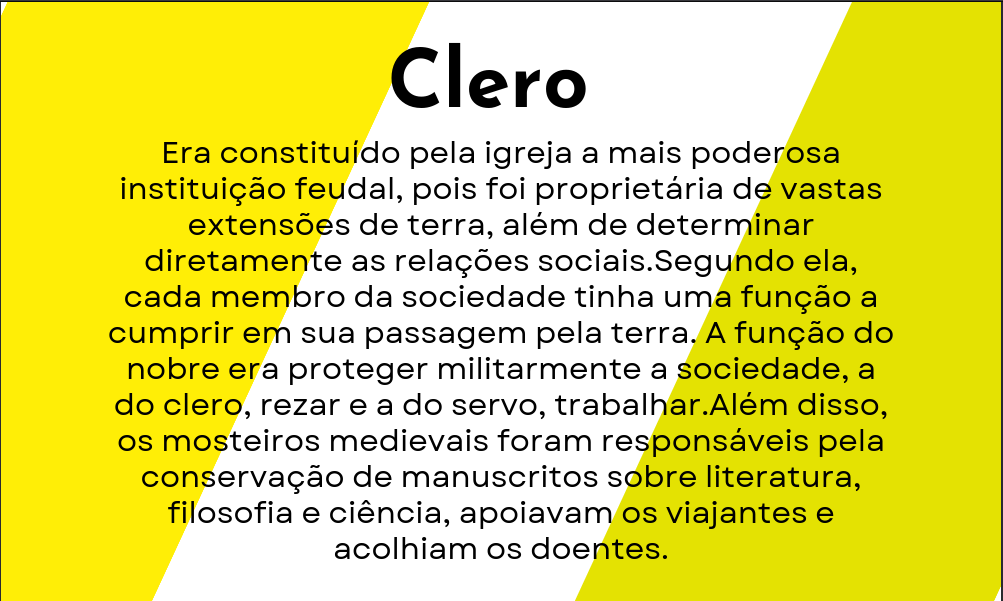 Clero
Era constituído pela igreja a mais poderosa
instituição feudal, pois foi proprietária de vastas
extensões de terra, além de determinar
diretamente as relações sociais.Segundo ela,
cada membro da sociedade tinha uma função a
cumprir em sua passagem pela terra. A função do
nobre era proteger militarmente a sociedade, a
do clero, rezar e a do servo, trabalhar.Além disso,
os mosteiros medievais foram responsáveis pela
conservação de manuscritos sobre literatura,
filosofia e ciência, apoiavam os viajantes e
acolhiam os doentes.